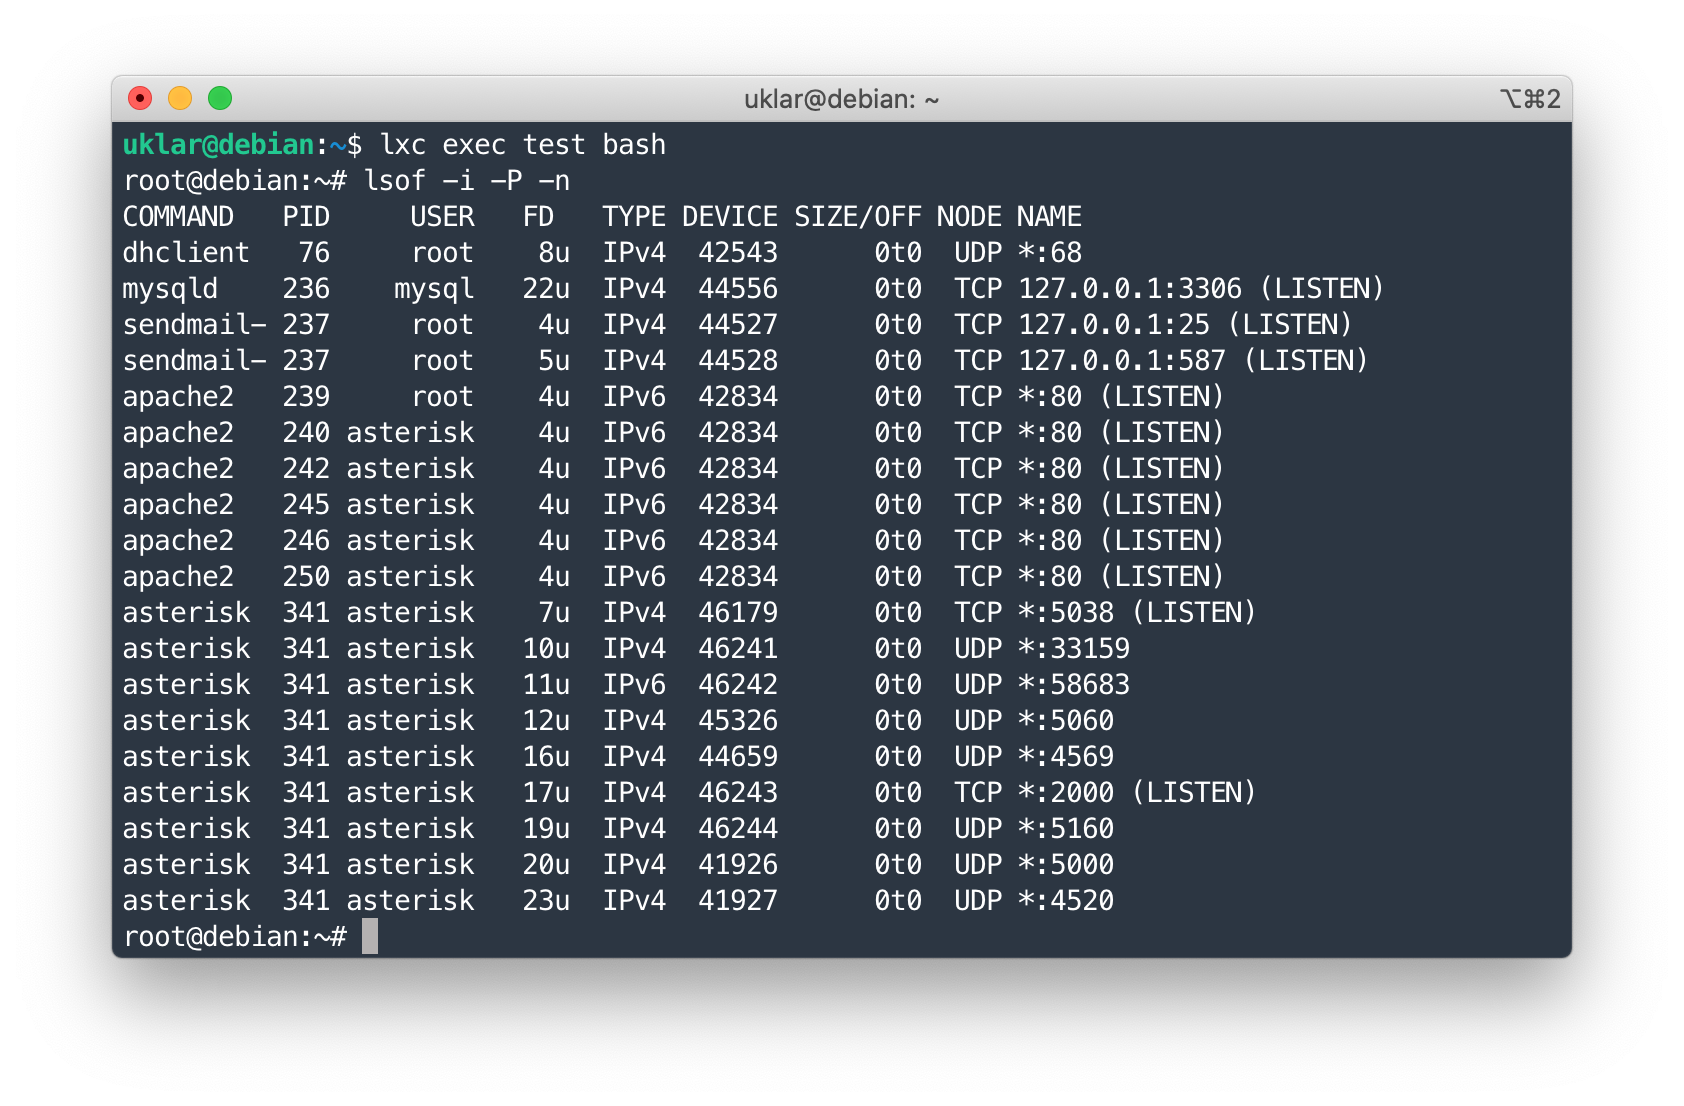 uklar@debian: ~ ⌥⌘2
uklar@debian:~$ lxc exec test bash
root@debian:~# lsof -i -P -n
COMMAND   PID     USER   FD   TYPE DEVICE SIZE/OFF NODE NAME
dhclient   76     root    8u  IPv4  42543      0t0  UDP *:68
mysqld    236    mysql   22u  IPv4  44556      0t0  TCP 127.0.0.1:3306 (LISTEN)
sendmail- 237     root    4u  IPv4  44527      0t0  TCP 127.0.0.1:25 (LISTEN)
sendmail- 237     root    5u  IPv4  44528      0t0  TCP 127.0.0.1:587 (LISTEN)
apache2   239     root    4u  IPv6  42834      0t0  TCP *:80 (LISTEN)
apache2   240 asterisk    4u  IPv6  42834      0t0  TCP *:80 (LISTEN)
apache2   242 asterisk    4u  IPv6  42834      0t0  TCP *:80 (LISTEN)
apache2   245 asterisk    4u  IPv6  42834      0t0  TCP *:80 (LISTEN)
apache2   246 asterisk    4u  IPv6  42834      0t0  TCP *:80 (LISTEN)
apache2   250 asterisk    4u  IPv6  42834      0t0  TCP *:80 (LISTEN)
asterisk  341 asterisk    7u  IPv4  46179      0t0  TCP *:5038 (LISTEN)
asterisk  341 asterisk   10u  IPv4  46241      0t0  UDP *:33159
asterisk  341 asterisk   11u  IPv6  46242      0t0  UDP *:58683
asterisk  341 asterisk   12u  IPv4  45326      0t0  UDP *:5060
asterisk  341 asterisk   16u  IPv4  44659      0t0  UDP *:4569
asterisk  341 asterisk   17u  IPv4  46243      0t0  TCP *:2000 (LISTEN)
asterisk  341 asterisk   19u  IPv4  46244      0t0  UDP *:5160
asterisk  341 asterisk   20u  IPv4  41926      0t0  UDP *:5000
asterisk  341 asterisk   23u  IPv4  41927      0t0  UDP *:4520
root@debian:~#